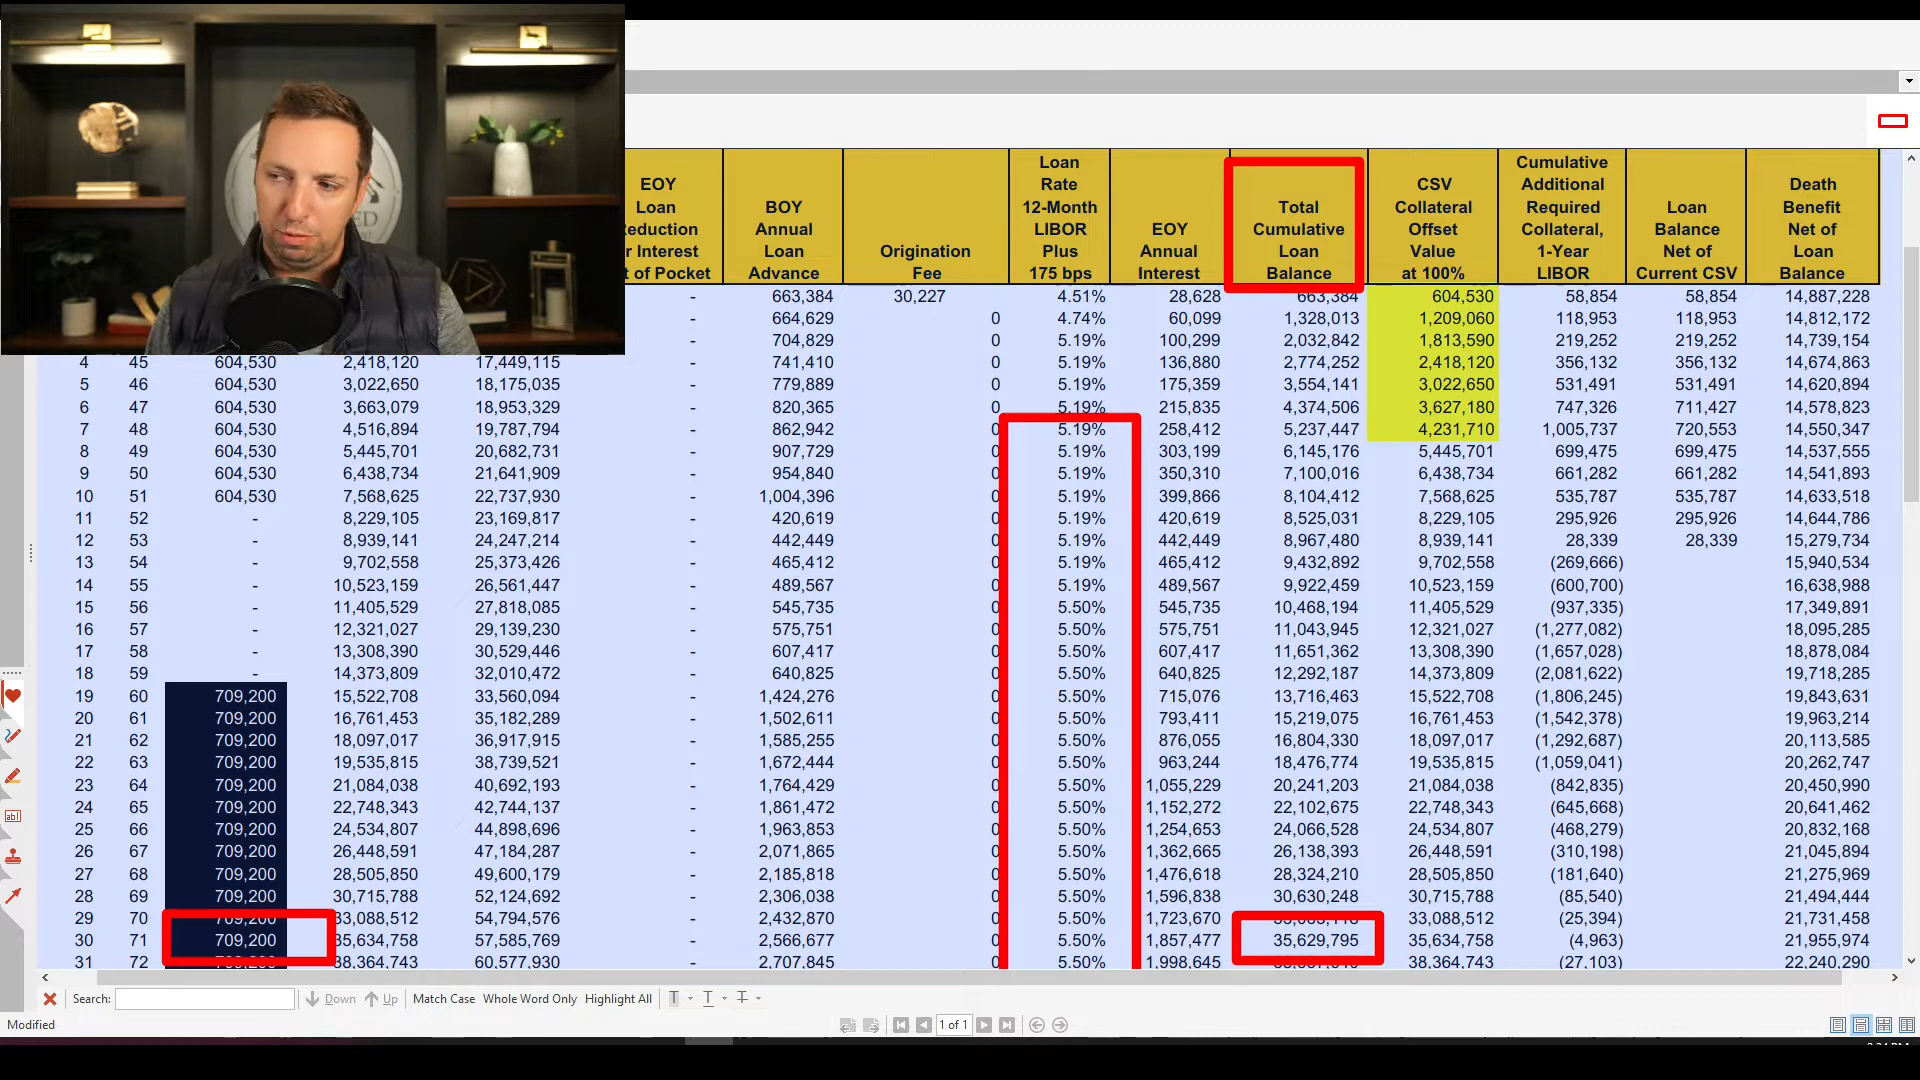 EOY Loan Reduction r Interest t of Pocket | BOY Annual Loan Advance | Origination Fee | Loan Rate 12-Month LIBOR Plus 175 bps | EOY Annual Interest | Total Cumulative Loan Balance | CSV Collateral Offset Value at 100% | Cumulative Additional Required Collateral, 1-Year LIBOR | Loan Balance Net of Current CSV | Death Benefit Net of Loan Balance
- 663,384 30,227 4.51% 28,628 663,384 604,530 58,854 58,854 14,887,228
- 664,629 0 4.74% 60,099 1,328,013 1,209,060 118,953 118,953 14,812,172
- 704,829 0 5.19% 100,299 2,032,842 1,813,590 219,252 219,252 14,739,154
4 45 604,530 2,418,120 17,449,115 - 741,410 0 5.19% 136,880 2,774,252 2,418,120 356,132 356,132 14,674,863
5 46 604,530 3,022,650 18,175,035 - 779,889 0 5.19% 175,359 3,554,141 3,022,650 531,491 531,491 14,620,894
6 47 604,530 3,663,079 18,953,329 - 820,365 0 5.19% 215,835 4,374,506 3,627,180 747,326 711,427 14,578,823
7 48 604,530 4,516,894 19,787,794 - 862,942 0 5.19% 258,412 5,237,447 4,231,710 1,005,737 720,553 14,550,347
8 49 604,530 5,445,701 20,682,731 - 907,729 0 5.19% 303,199 6,145,176 5,445,701 699,475 699,475 14,537,555
9 50 604,530 6,438,734 21,641,909 - 954,840 0 5.19% 350,310 7,100,016 6,438,734 661,282 661,282 14,541,893
10 51 604,530 7,568,625 22,737,930 - 1,004,396 0 5.19% 399,866 8,104,412 7,568,625 535,787 535,787 14,633,518
11 52 - 8,229,105 23,169,817 - 420,619 0 5.19% 420,619 8,525,031 8,229,105 295,926 295,926 14,644,786
12 53 - 8,939,141 24,247,214 - 442,449 0 5.19% 442,449 8,967,480 8,939,141 28,339 28,339 15,279,734
13 54 - 9,702,558 25,373,426 - 465,412 0 5.19% 465,412 9,432,892 9,702,558 (269,666) 15,940,534
14 55 - 10,523,159 26,561,447 - 489,567 0 5.19% 489,567 9,922,459 10,523,159 (600,700) 16,638,988
15 56 - 11,405,529 27,818,085 - 545,735 0 5.50% 545,735 10,468,194 11,405,529 (937,335) 17,349,891
16 57 - 12,321,027 29,139,230 - 575,751 0 5.50% 575,751 11,043,945 12,321,027 (1,277,082) 18,095,285
17 58 - 13,308,390 30,529,446 - 607,417 0 5.50% 607,417 11,651,362 13,308,390 (1,657,028) 18,878,084
18 59 - 14,373,809 32,010,472 - 640,825 0 5.50% 640,825 12,292,187 14,373,809 (2,081,622) 19,718,285
19 60 709,200 15,522,708 33,560,094 - 1,424,276 0 5.50% 715,076 13,716,463 15,522,708 (1,806,245) 19,843,631
20 61 709,200 16,761,453 35,182,289 - 1,502,611 0 5.50% 793,411 15,219,075 16,761,453 (1,542,378) 19,963,214
21 62 709,200 18,097,017 36,917,915 - 1,585,255 0 5.50% 876,055 16,804,330 18,097,017 (1,292,687) 20,113,585
22 63 709,200 19,535,815 38,739,521 - 1,672,444 0 5.50% 963,244 18,476,774 19,535,815 (1,059,041) 20,262,747
23 64 709,200 21,084,038 40,692,193 - 1,764,429 0 5.50% 1,055,229 20,241,203 21,084,038 (842,835) 20,450,990
24 65 709,200 22,748,343 42,744,137 - 1,861,472 0 5.50% 1,152,272 22,102,675 22,748,343 (645,668) 20,641,462
25 66 709,200 24,534,807 44,898,696 - 1,963,853 0 5.50% 1,254,653 24,066,528 24,534,807 (468,279) 20,832,168
26 67 709,200 26,448,591 47,184,287 - 2,071,865 0 5.50% 1,362,665 26,138,393 26,448,591 (310,198) 21,045,894
27 68 709,200 28,505,850 49,600,179 - 2,185,818 0 5.50% 1,476,618 28,324,210 28,505,850 (181,640) 21,275,969
28 69 709,200 30,715,788 52,124,692 - 2,306,038 0 5.50% 1,596,838 30,630,248 30,715,788 (85,540) 21,494,444
29 70 709,200 33,088,512 54,794,576 - 2,432,870 0 5.50% 1,723,670 33,088,512 (25,394) 21,731,458
30 71 709,200 35,634,758 57,585,769 - 2,566,677 0 5.50% 1,857,477 35,629,795 35,634,758 (4,963) 21,955,974
31 72 38,364,743 60,577,930 - 2,707,845 0 5.50% 1,998,645 38,364,743 (27,103) 22,240,290
Search: Down Up Match Case Whole Word Only Highlight All
Modified
1 of 1